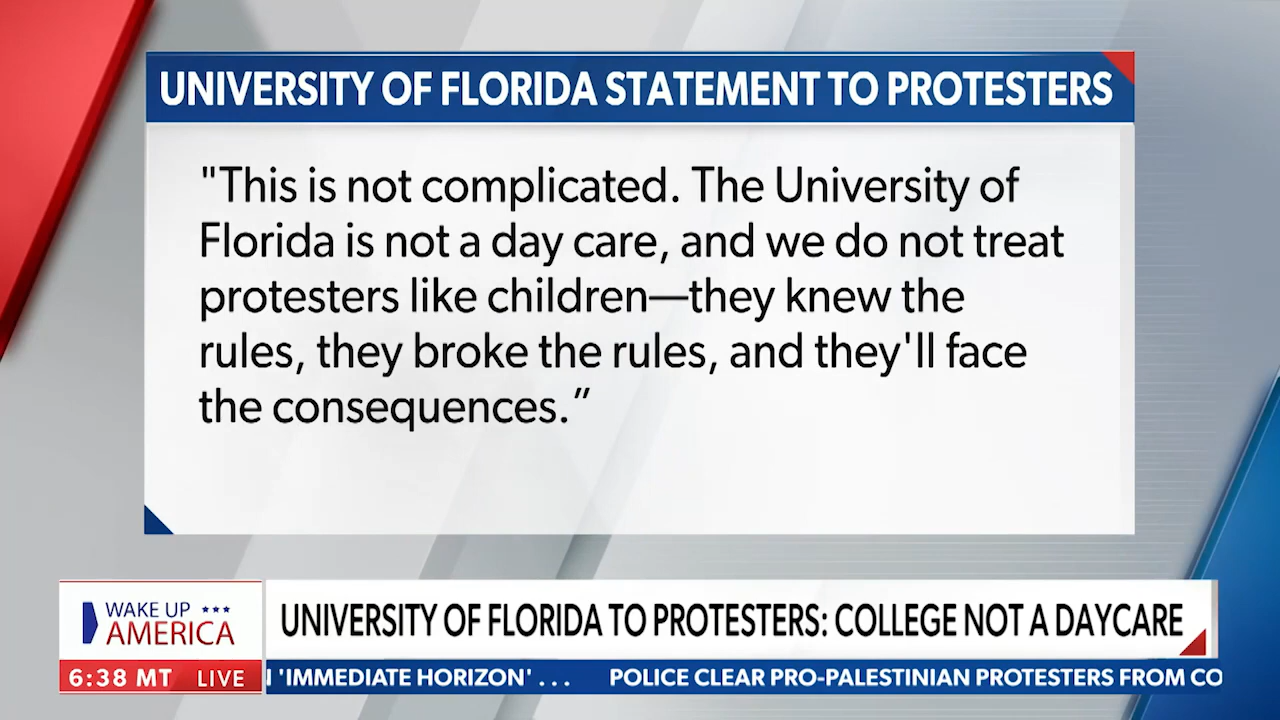 UNIVERSITY OF FLORIDA STATEMENT TO PROTESTERS
"This is not complicated. The University of
Florida is not a day care, and we do not treat
protesters like children—they knew the
rules, they broke the rules, and they'll face
the consequences.”
WAKE UP
AMERICA
UNIVERSITY OF FLORIDA TO PROTESTERS: COLLEGE NOT A DAYCARE
6:38 MT LIVE
'IMMEDIATE HORIZON' . . . POLICE CLEAR PRO-PALESTINIAN PROTESTERS FROM CO